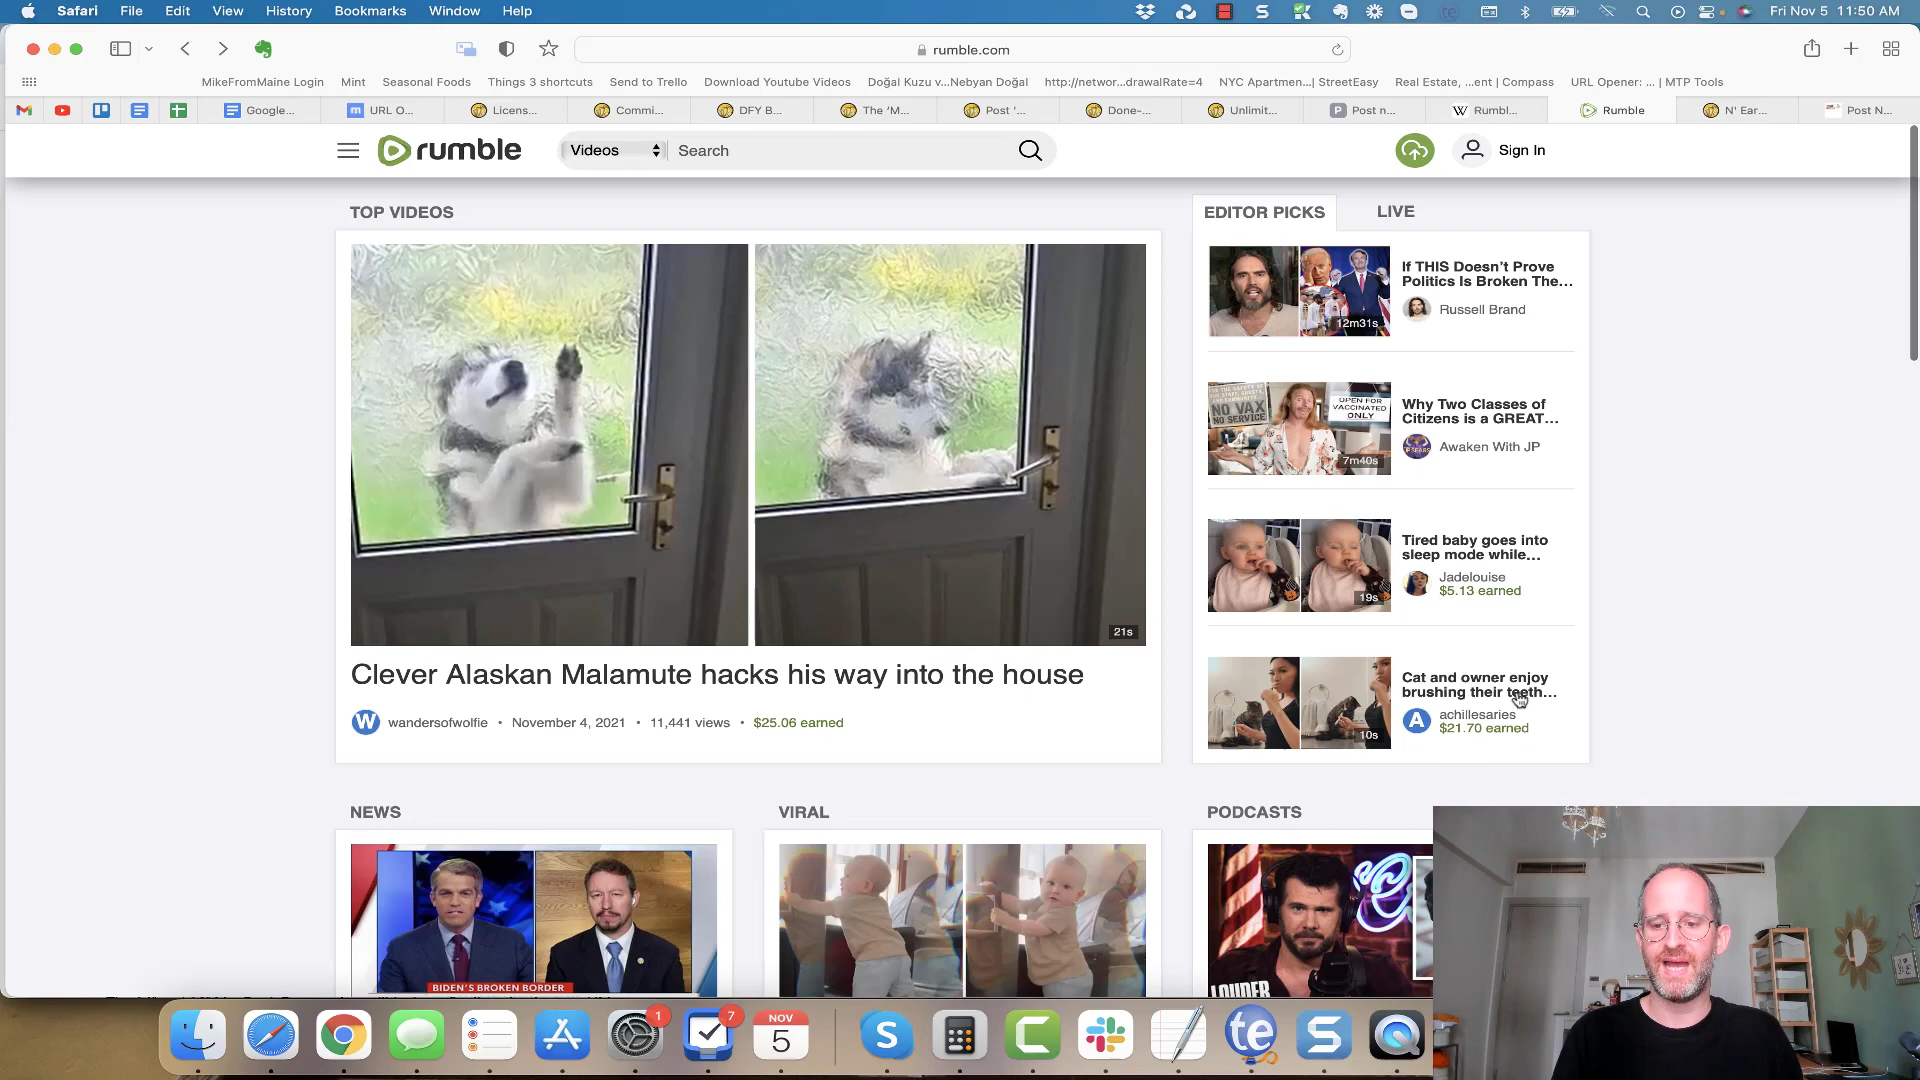 Safari File Edit View History Bookmarks Window Help
Fri Nov 5 11:50 AM
rumble.com
MikeFromMaine Login Mint Seasonal Foods Things 3 shortcuts Send to Trello Download Youtube Videos Doğal Kuzu v...Nebyan Doğal http://networ...drawalRate=4 NYC Apartmen...| StreetEasy Real Estate, ...ent | Compass URL Opener: ... | MTP Tools
Google... URL O... Licens... Commi... DFY B... The ‘M... Post ‘... Done-... Unlimit... Post n... Rumbl... Rumble N' Ear... Post N...
rumble Videos Search Sign In
TOP VIDEOS
21s
Clever Alaskan Malamute hacks his way into the house
W wandersofwolfie • November 4, 2021 • 11,441 views • $25.06 earned
EDITOR PICKS LIVE
12m31s
If THIS Doesn’t Prove
Politics Is Broken The...
Russell Brand
NO VAX
NO SERVICE
OPEN FOR
VACCINATED
ONLY
7m40s
Why Two Classes of
Citizens is a GREAT...
Awaken With JP
19s
Tired baby goes into
sleep mode while...
Jadelouise
$5.13 earned
10s
Cat and owner enjoy
brushing their teeth...
A achillesaries
$21.70 earned
NEWS
BIDEN'S BROKEN BORDER
VIRAL
PODCASTS
LOUDER
1
7
NOV
5
te